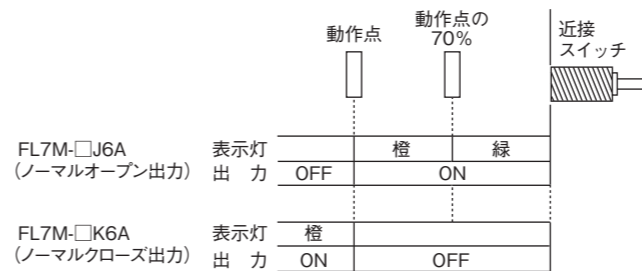 動作点
動作点の
70%
近接
スイッチ
FL7M-□J6A
(ノーマルオープン出力)
表示灯 橙 緑
出 力 OFF ON
FL7M-□K6A
(ノーマルクローズ出力)
表示灯 橙
出 力 ON OFF